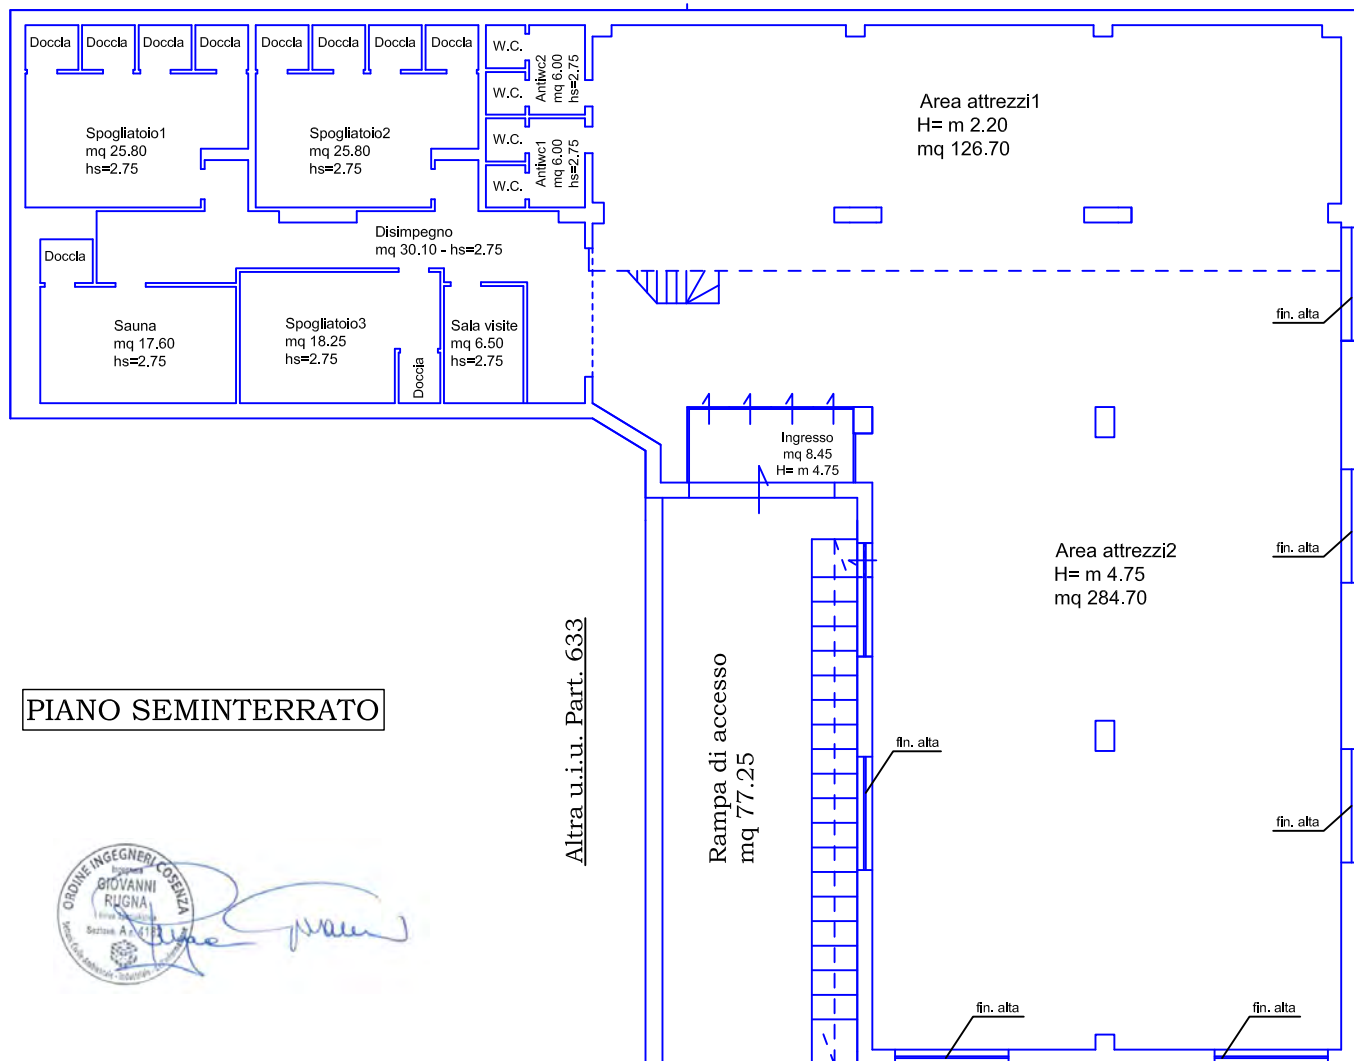 Doccia
Doccia
Doccia
Doccia
Doccia
Doccia
Doccia
Doccia
W.C.
W.C.
W.C.
W.C.
Antiwc2
mq 6.00
hs=2.75
Antiwc1
mq 6.00
hs=2.75
Area attrezzi1
H= m 2.20
mq 126.70
Spogliatoio1
mq 25.80
hs=2.75
Spogliatoio2
mq 25.80
hs=2.75
Disimpegno
mq 30.10 - hs=2.75
Doccia
Sauna
mq 17.60
hs=2.75
Spogliatoio3
mq 18.25
hs=2.75
Doccia
Sala visite
mq 6.50
hs=2.75
fin. alta
Ingresso
mq 8.45
H= m 4.75
fin. alta
Area attrezzi2
H= m 4.75
mq 284.70
Altra u.i.u. Part. 633
Rampa di accesso
mq 77.25
PIANO SEMINTERRATO
fin. alta
fin. alta
fin. alta
fin. alta
ORDINE INGEGNERI COSENZA
GIOVANNI
RUGNA